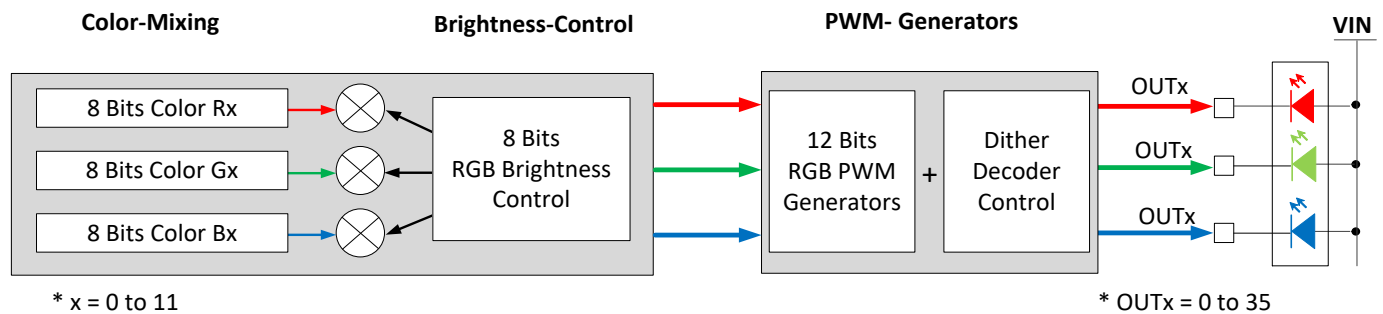 Color-Mixing
Brightness-Control
PWM- Generators
VIN
8 Bits Color Rx
8 Bits Color Gx
8 Bits Color Bx
8 Bits
RGB Brightness
Control
12 Bits
RGB PWM
Generators
+
Dither
Decoder
Control
OUTx
OUTx
OUTx
* x = 0 to 11
* OUTx = 0 to 35